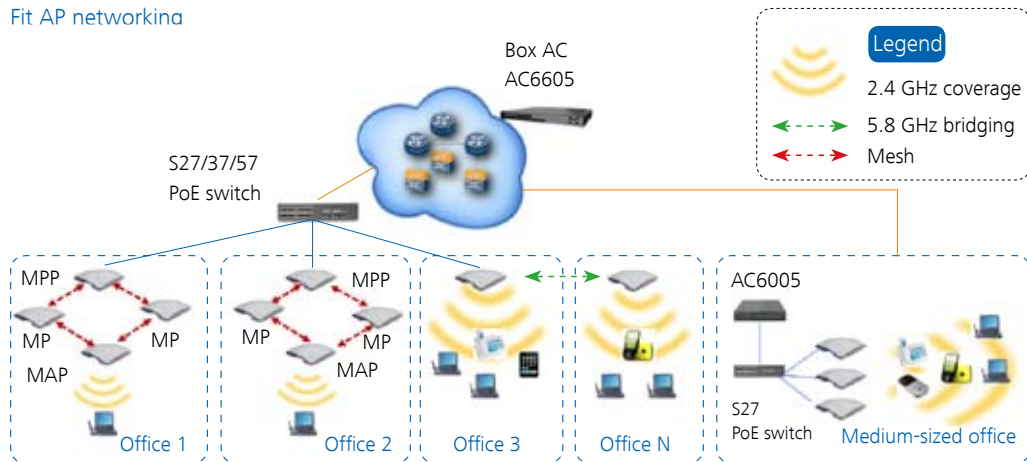 Fit AP networking
Box AC
AC6605
Legend
2.4 GHz coverage
5.8 GHz bridging
Mesh
S27/37/57
PoE switch
MPP
MP
MP
MAP
Office 1
MPP
MP
MP
MAP
Office 2
Office 3
Office N
AC6005
S27
PoE switch
Medium-sized office